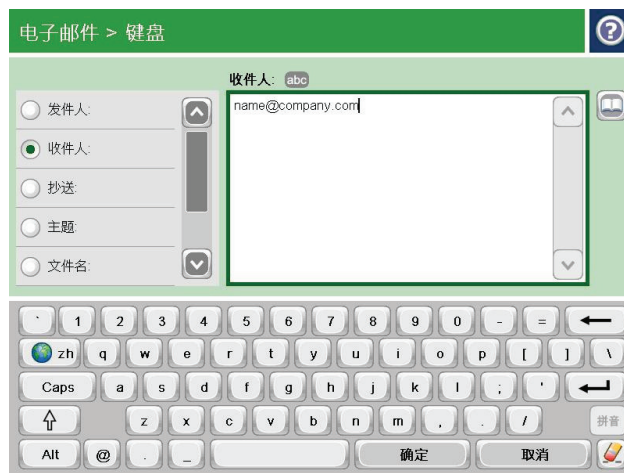 电子邮件 > 键盘
?
收件人: abc
发件人:
收件人:
抄送:
主题:
文件名:
name@company.com
` 1 2 3 4 5 6 7 8 9 0 - =
zh q w e r t y u i o p [ ] \
Caps a s d f g h j k l ; '
z x c v b n m , . / 拼音
Alt @ . _ 确定 取消